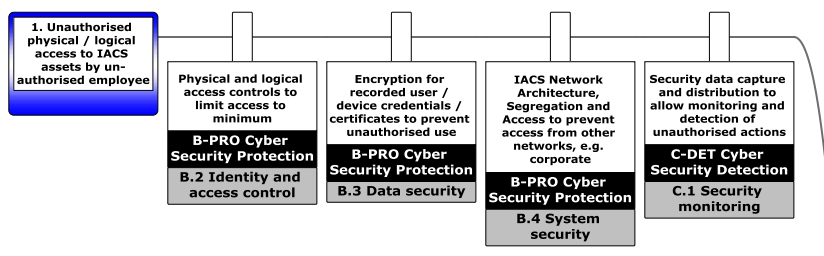 1. Unauthorised
physical / logical
access to IACS
assets by un-
authorised employee
Physical and logical
access controls to
limit access to
minimum
B-PRO Cyber
Security Protection
B.2 Identity and
access control
Encryption for
recorded user /
device credentials /
certificates to prevent
unauthorised use
B-PRO Cyber
Security Protection
B.3 Data security
IACS Network
Architecture,
Segregation and
Access to prevent
access from other
networks, e.g.
corporate
B-PRO Cyber
Security Protection
B.4 System
security
Security data capture
and distribution to
allow monitoring and
detection of
unauthorised actions
C-DET Cyber
Security Detection
C.1 Security
monitoring